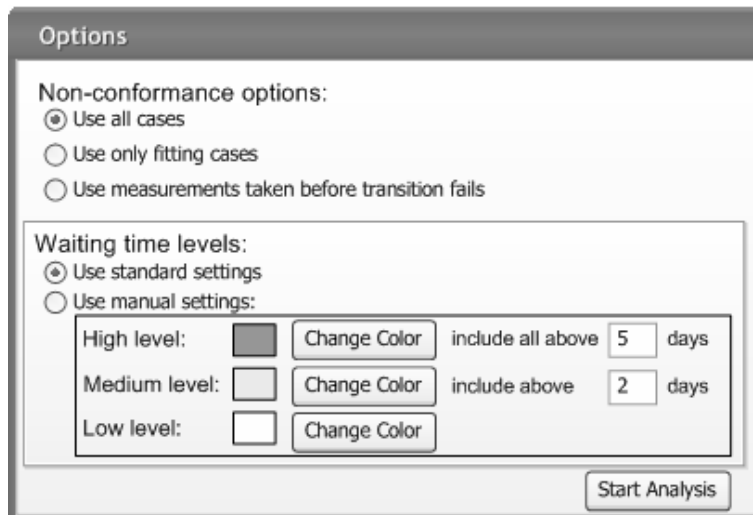 Options
Non-conformance options:
Use all cases
Use only fitting cases
Use measurements taken before transition fails
Waiting time levels:
Use standard settings
Use manual settings:
High level: Change Color include all above 5 days
Medium level: Change Color include above 2 days
Low level: Change Color
Start Analysis